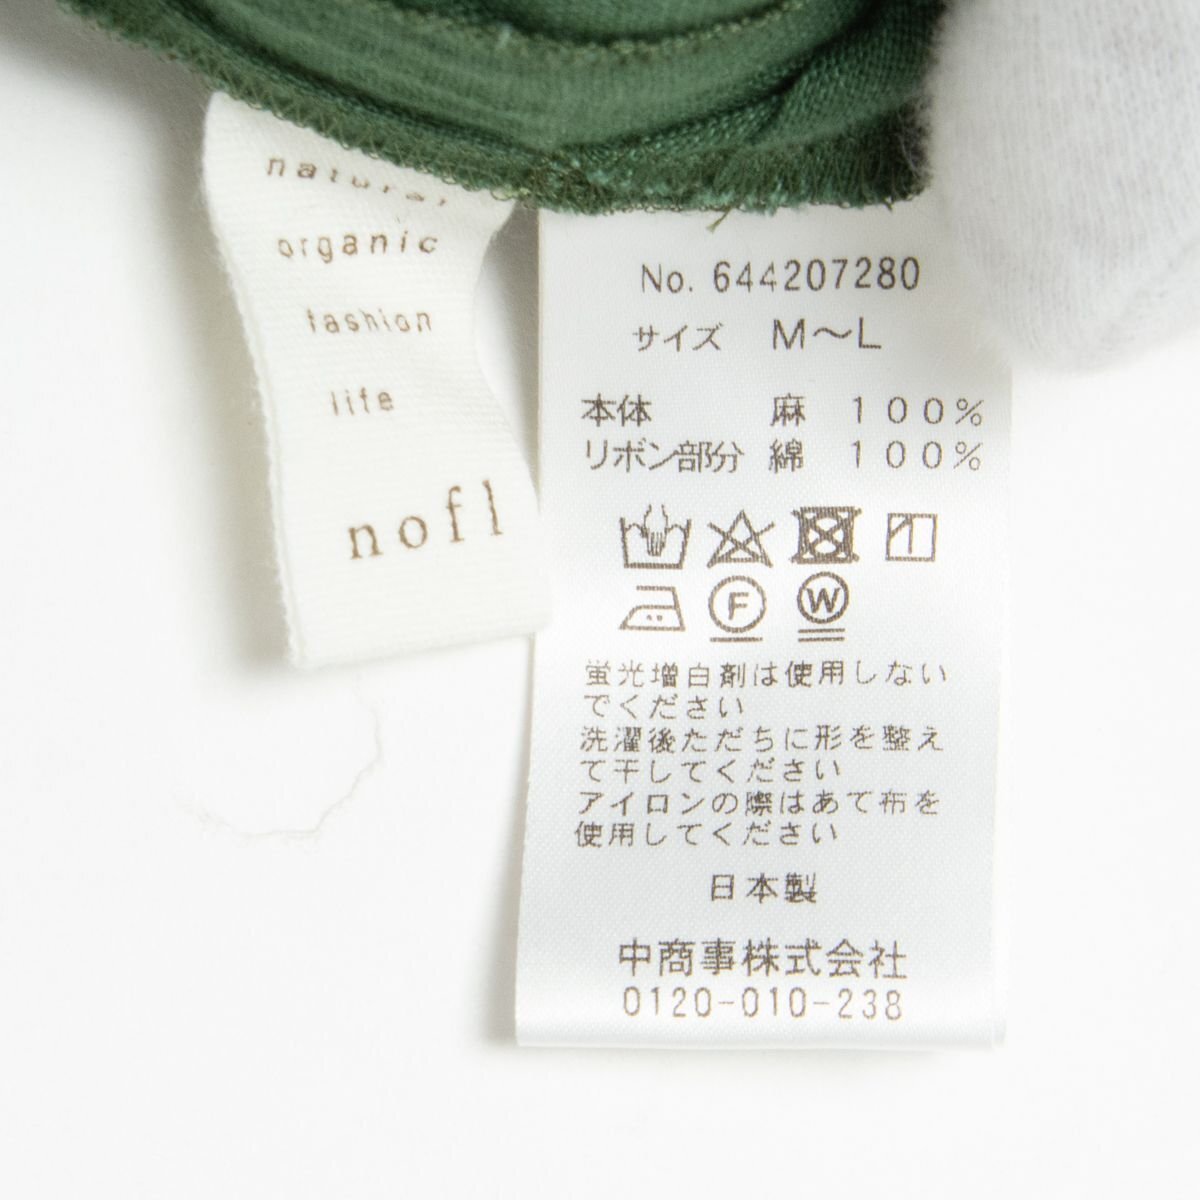 natural
organic
fashion
life
nofl
No. 644207280
サイズ M～L
本体 麻 100%
リボン部分 綿 100%
F W
蛍光増白剤は使用しない
でください
洗濯後ただちに形を整え
て干してください
アイロンの際はあて布を
使用してください
日本製
中商事株式会社
0120-010-238